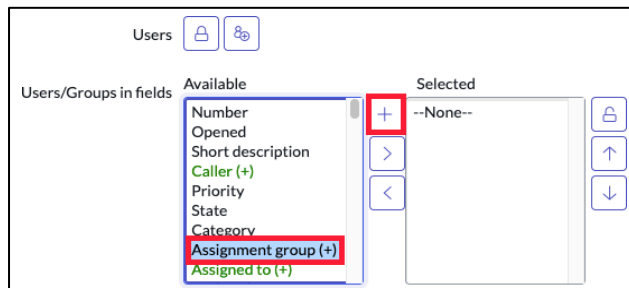 Users
Users/Groups in fields
Available
Number
Opened
Short description
Caller (+)
Priority
State
Category
Assignment group (+)
Assigned to (+)
Selected
--None--